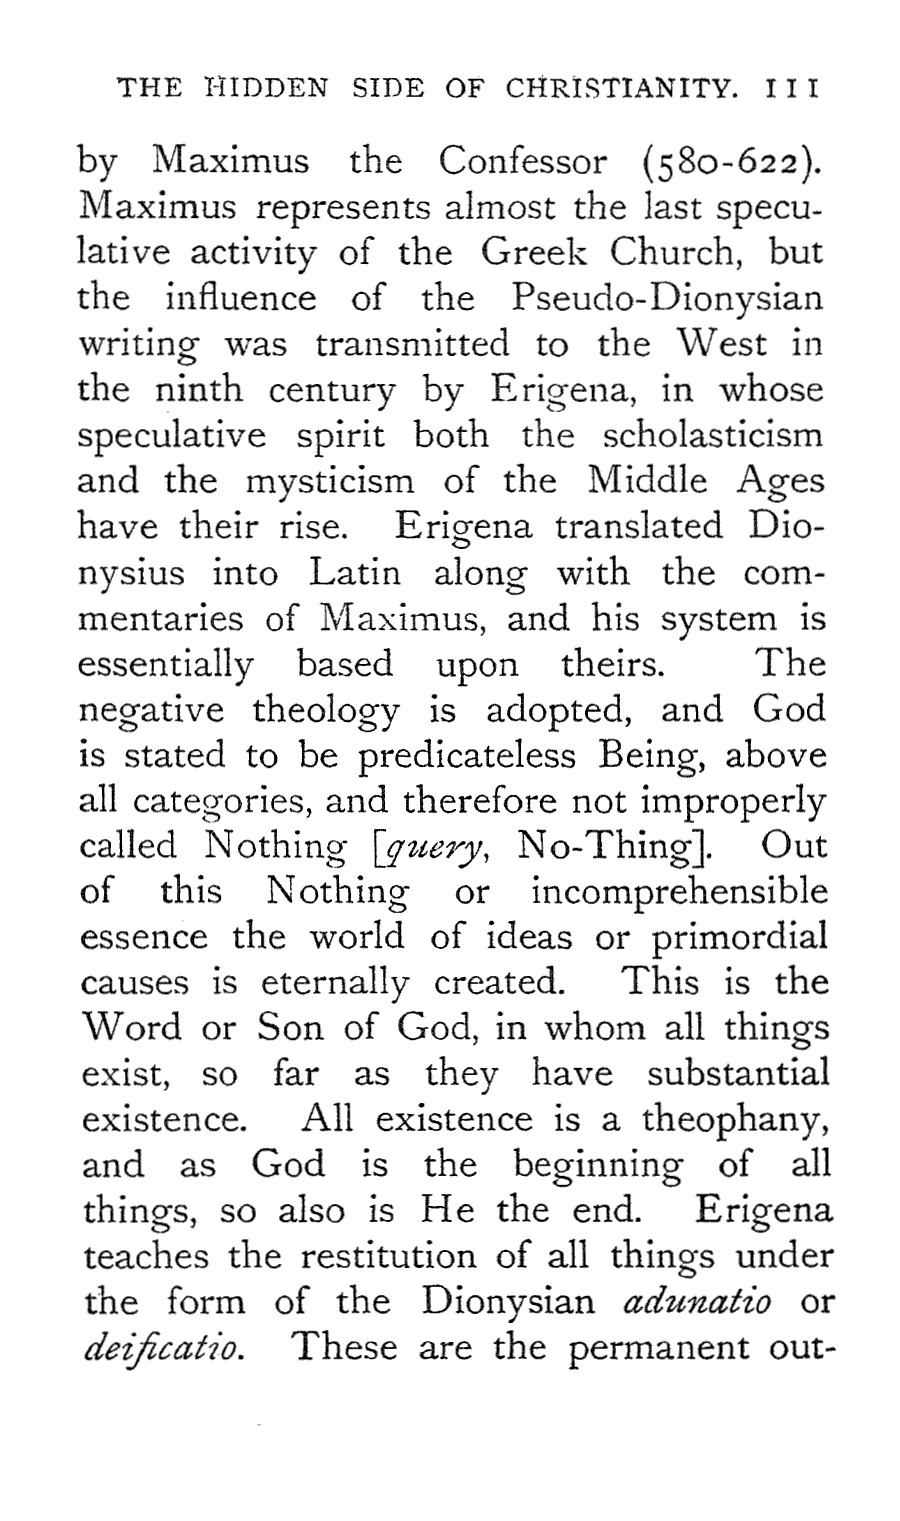 THE HIDDEN SIDE OF CHRISTIANITY. 111
by Maximus the Confessor (580-622).
Maximus represents almost the last specu-
lative activity of the Greek Church, but
the influence of the Pseudo-Dionysian
writing was transmitted to the West in
the ninth century by Erigena, in whose
speculative spirit both the scholasticism
and the mysticism of the Middle Ages
have their rise. Erigena translated Dio-
nysius into Latin along with the com-
mentaries of Maximus, and his system is
essentially based upon theirs. The
negative theology is adopted, and God
is stated to be predicateless Being, above
all categories, and therefore not improperly
called Nothing [query, No-Thing]. Out
of this Nothing or incomprehensible
essence the world of ideas or primordial
causes is eternally created. This is the
Word or Son of God, in whom all things
exist, so far as they have substantial
existence. All existence is a theophany,
and as God is the beginning of all
things, so also is He the end. Erigena
teaches the restitution of all things under
the form of the Dionysian adunatio or
deificatio. These are the permanent out-